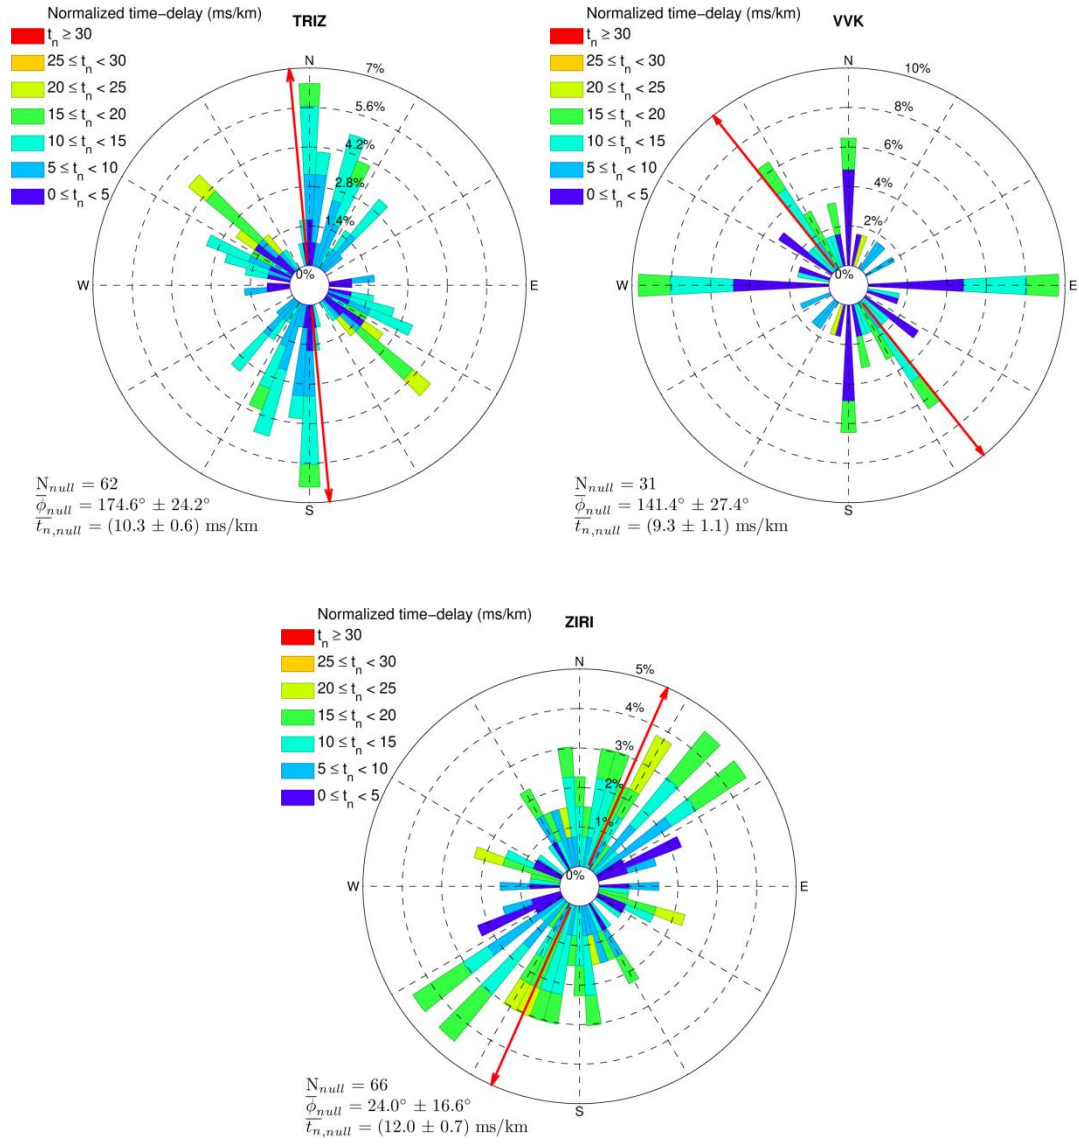 Normalized time−delay (ms/km)
TRIZ
t_n ≥ 30
25 ≤ t_n < 30
20 ≤ t_n < 25
15 ≤ t_n < 20
10 ≤ t_n < 15
5 ≤ t_n < 10
0 ≤ t_n < 5
N
7%
5.6%
4.2%
2.8%
1.4%
0%
W
E
S
N_null = 62
ϕ̅_null = 174.6° ± 24.2°
t̅_n,null = (10.3 ± 0.6) ms/km
Normalized time−delay (ms/km)
VVK
t_n ≥ 30
25 ≤ t_n < 30
20 ≤ t_n < 25
15 ≤ t_n < 20
10 ≤ t_n < 15
5 ≤ t_n < 10
0 ≤ t_n < 5
N
10%
8%
6%
4%
2%
0%
W
E
S
N_null = 31
ϕ̅_null = 141.4° ± 27.4°
t̅_n,null = (9.3 ± 1.1) ms/km
Normalized time−delay (ms/km)
ZIRI
t_n ≥ 30
25 ≤ t_n < 30
20 ≤ t_n < 25
15 ≤ t_n < 20
10 ≤ t_n < 15
5 ≤ t_n < 10
0 ≤ t_n < 5
N
5%
4%
3%
2%
1%
0%
W
E
S
N_null = 66
ϕ̅_null = 24.0° ± 16.6°
t̅_n,null = (12.0 ± 0.7) ms/km